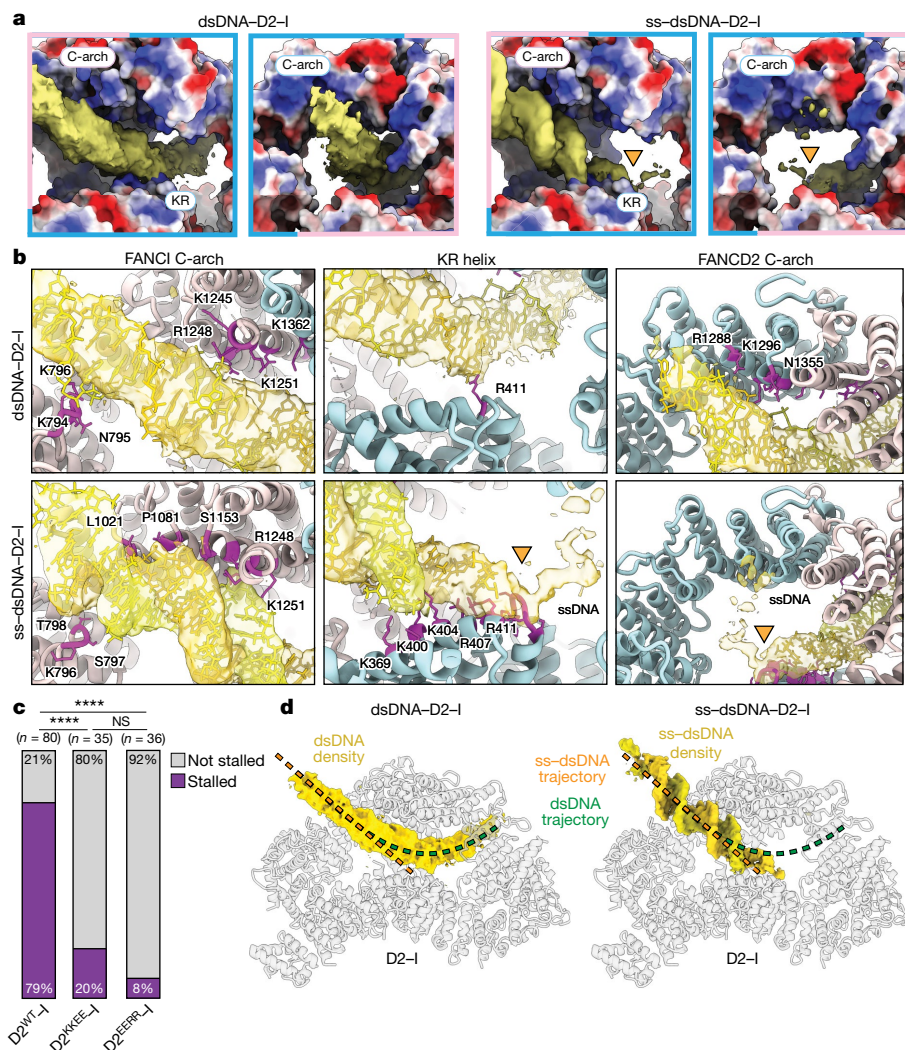 a
dsDNA–D2–I
ss–dsDNA–D2–I
C-arch
C-arch
C-arch
C-arch
KR
KR
b
FANCI C-arch
KR helix
FANCD2 C-arch
dsDNA–D2–I
K1245
R1248
K1362
K796
K1251
K794
N795
R411
R1288
K1296
N1355
ss–dsDNA–D2–I
L1021
P1081
S1153
R1248
K1251
T798
K796
S797
ssDNA
K404
R411
K400
R407
K369
ssDNA
c
****
****
NS
(n = 80)
(n = 35)
(n = 36)
21%
80%
92%
Not stalled
Stalled
79%
20%
8%
D2WT–I
D2KKEE–I
D2EERR–I
d
dsDNA–D2–I
ss–dsDNA–D2–I
dsDNA
density
ss–dsDNA
trajectory
dsDNA
trajectory
ss–dsDNA
density
D2–I
D2–I